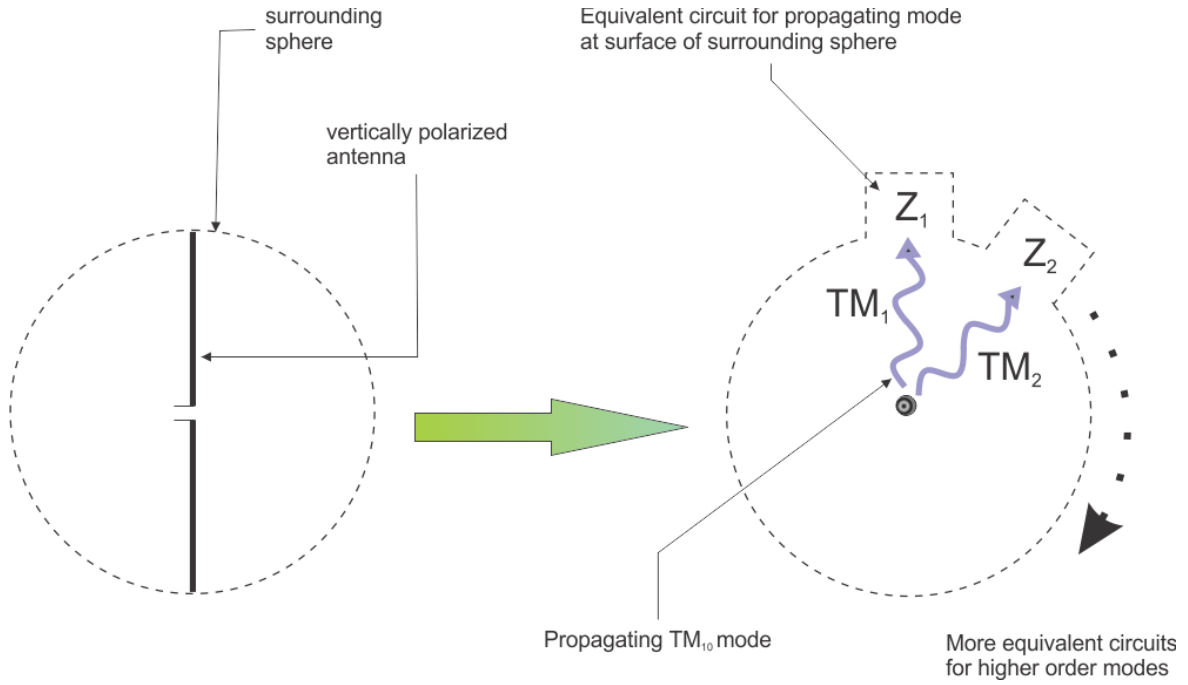 surrounding
sphere
Equivalent circuit for propagating mode
at surface of surrounding sphere
vertically polarized
antenna
Z₁
Z₂
TM₁
TM₂
Propagating TM₁₀ mode
More equivalent circuits
for higher order modes